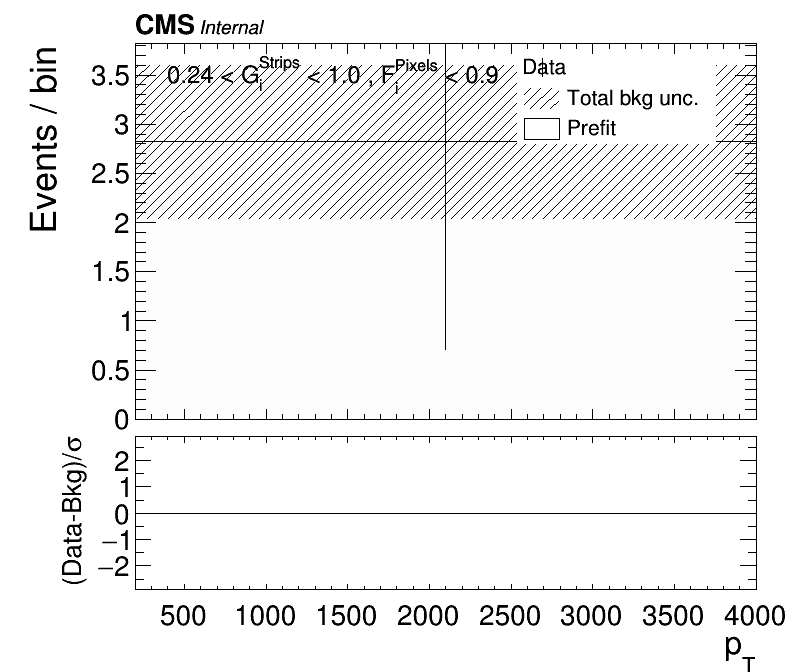 CMS Internal
Events / bin
0.24 < G_i^Strips < 1.0 , F_i^Pixels < 0.9
Data
Total bkg unc.
Prefit
3.5
3
2.5
2
1.5
1
0.5
0
(Data-Bkg)/σ
2
1
0
−1
−2
500 1000 1500 2000 2500 3000 3500 4000
p_T